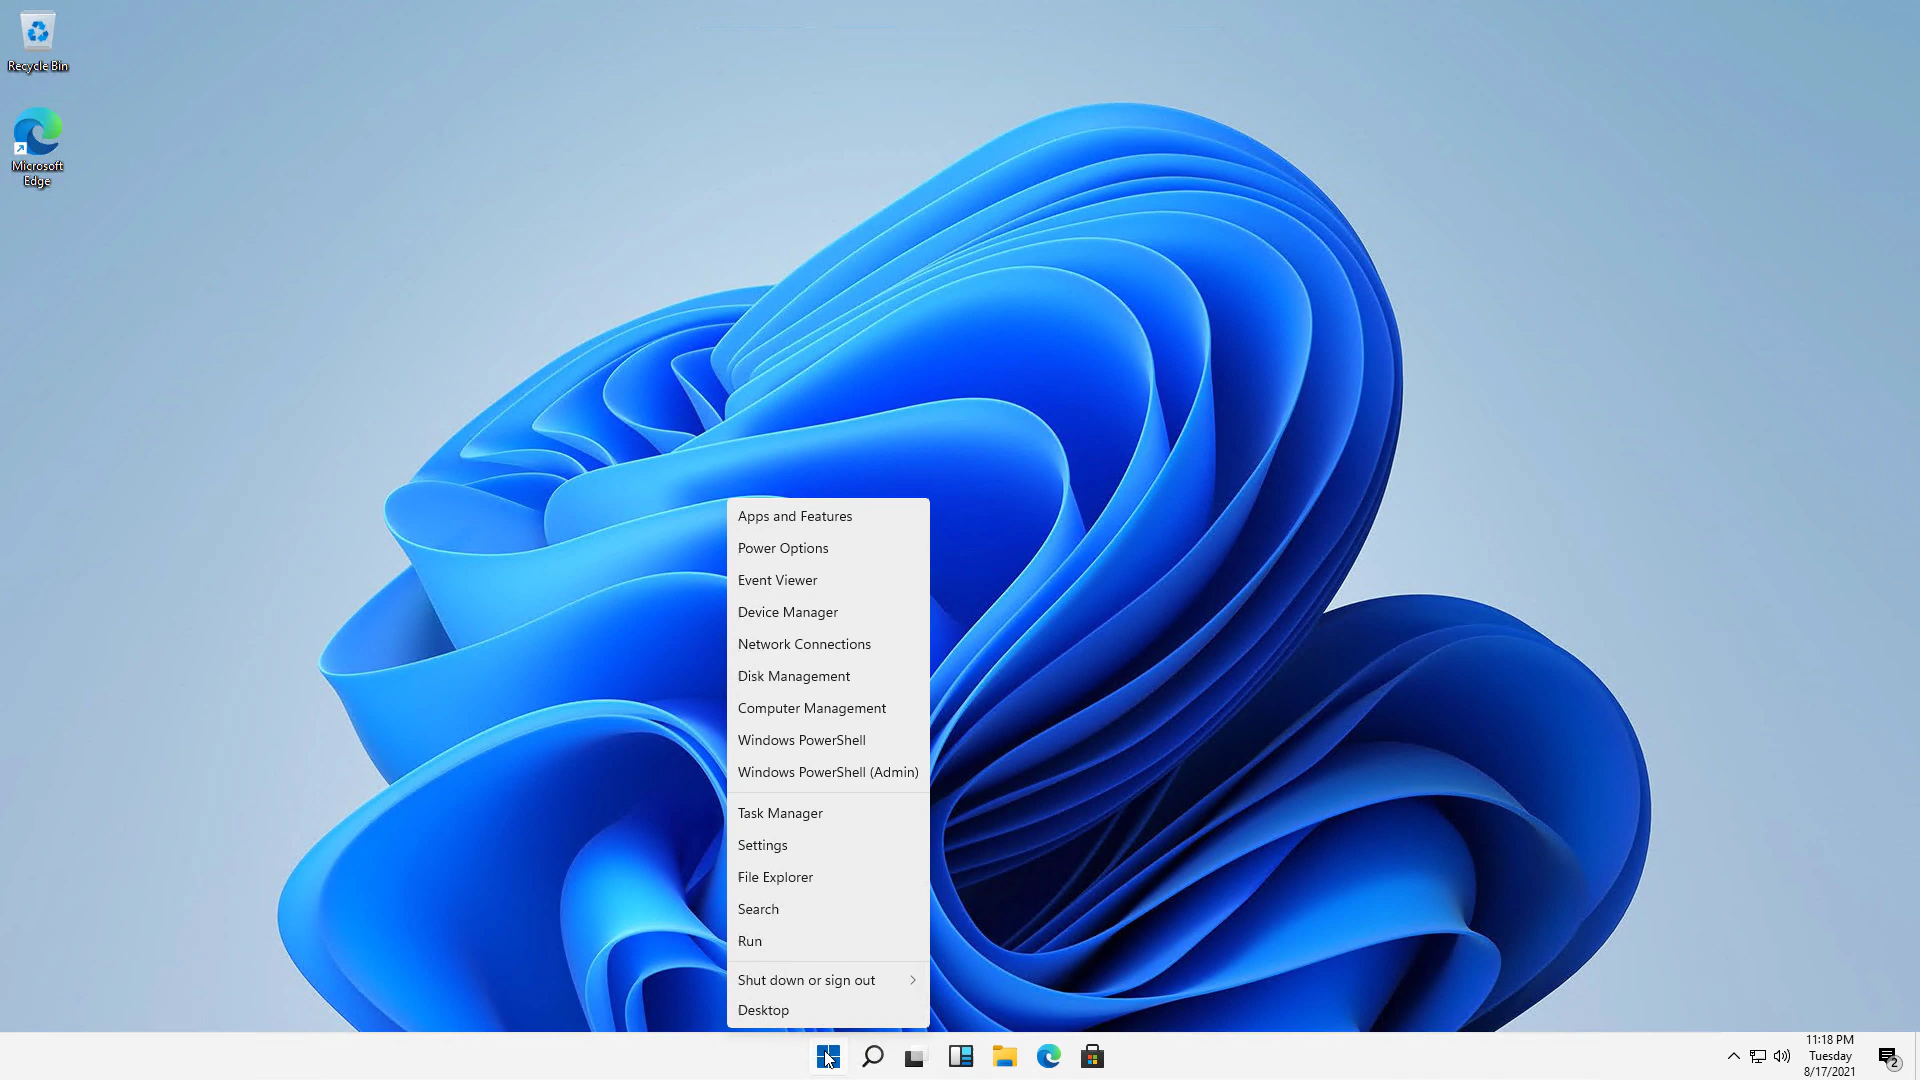 Recycle Bin
Microsoft
Edge
Apps and Features
Power Options
Event Viewer
Device Manager
Network Connections
Disk Management
Computer Management
Windows PowerShell
Windows PowerShell (Admin)
Task Manager
Settings
File Explorer
Search
Run
Shut down or sign out
Desktop
11:18 PM
Tuesday
8/17/2021
2